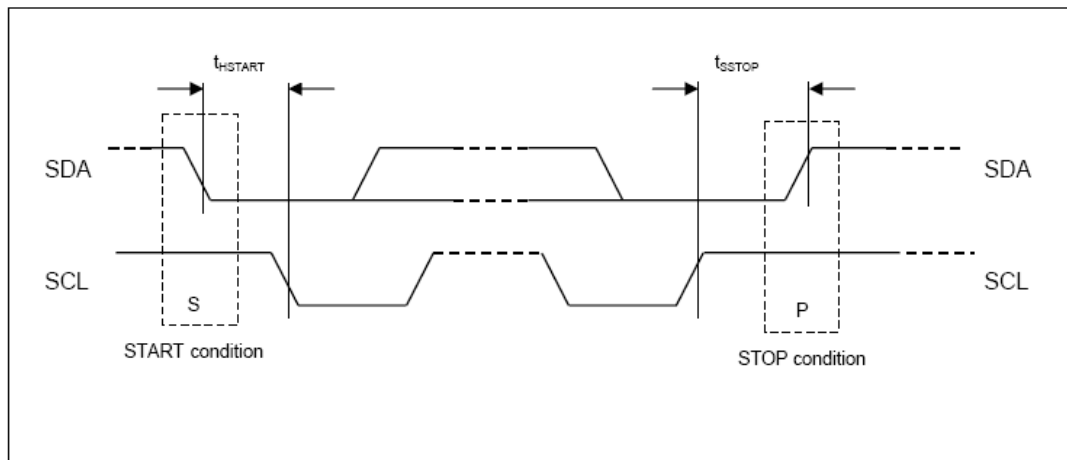 tHSTART
tSSTOP
SDA
SDA
SCL
SCL
S
P
START condition
STOP condition